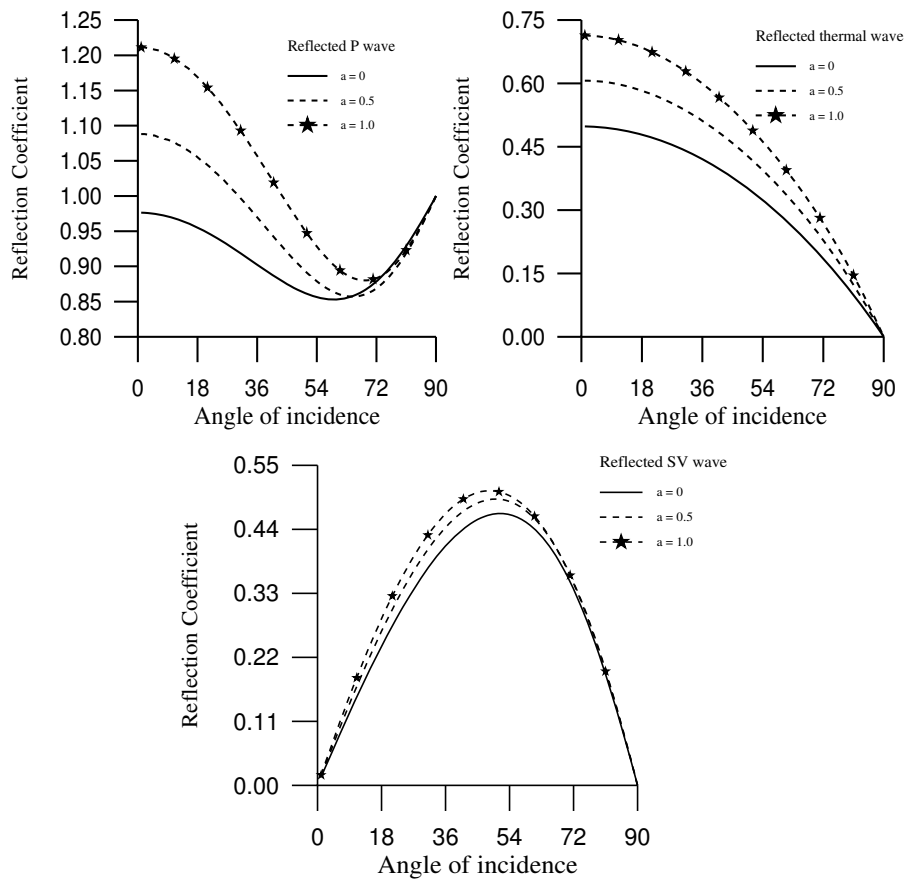 Reflected P wave
a = 0
a = 0.5
a = 1.0
1.25
1.20
1.15
1.10
1.05
1.00
0.95
0.90
0.85
0.80
Reflection Coefficient
0 18 36 54 72 90
Angle of incidence
Reflected thermal wave
a = 0
a = 0.5
a = 1.0
0.75
0.60
0.45
0.30
0.15
0.00
Reflection Coefficient
0 18 36 54 72 90
Angle of incidence
Reflected SV wave
a = 0
a = 0.5
a = 1.0
0.55
0.44
0.33
0.22
0.11
0.00
Reflection Coefficient
0 18 36 54 72 90
Angle of incidence